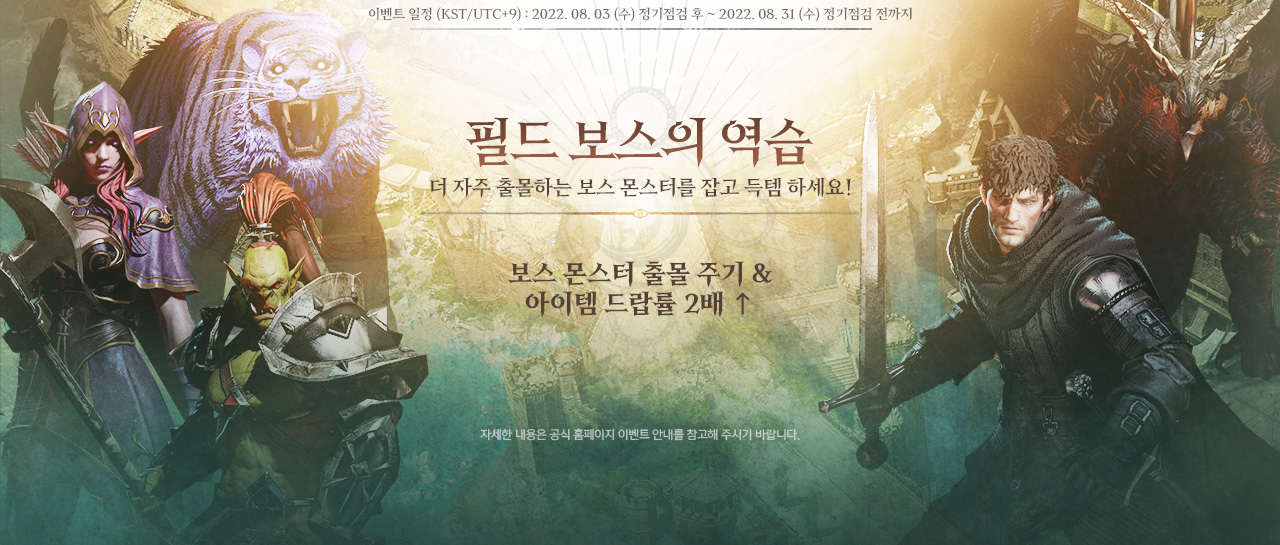 이벤트 일정 (KST/UTC+9) : 2022. 08. 03 (수) 정기점검 후 ~ 2022. 08. 31 (수) 정기점검 전까지
필드 보스의 역습
더 자주 출몰하는 보스 몬스터를 잡고 득템 하세요!
보스 몬스터 출몰 주기 &
아이템 드랍률 2배 ↑
자세한 내용은 공식 홈페이지 이벤트 안내를 참고해 주시기 바랍니다.